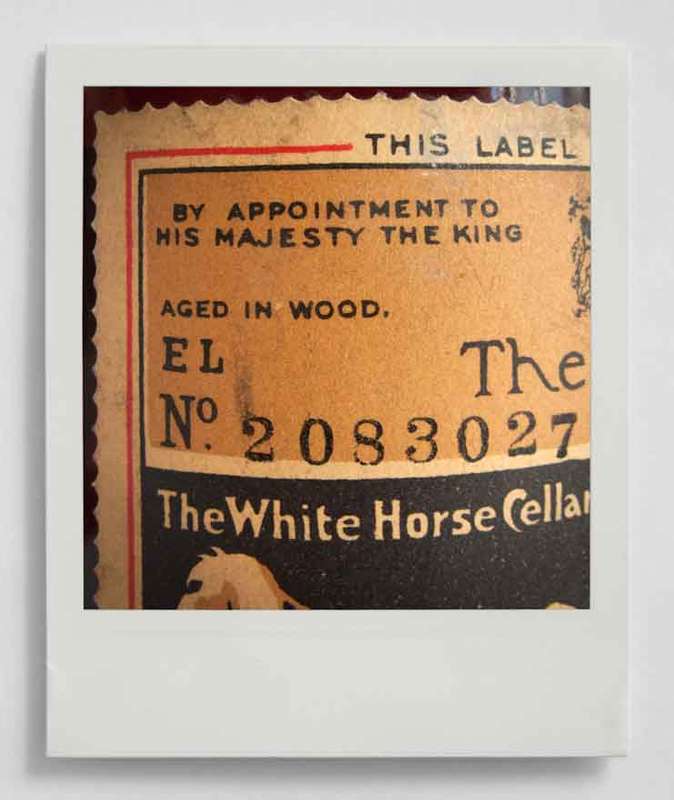 THIS LABEL
BY APPOINTMENT TO
HIS MAJESTY THE KING
AGED IN WOOD.
EL
The
Nº. 2083027
The White Horse Cellar